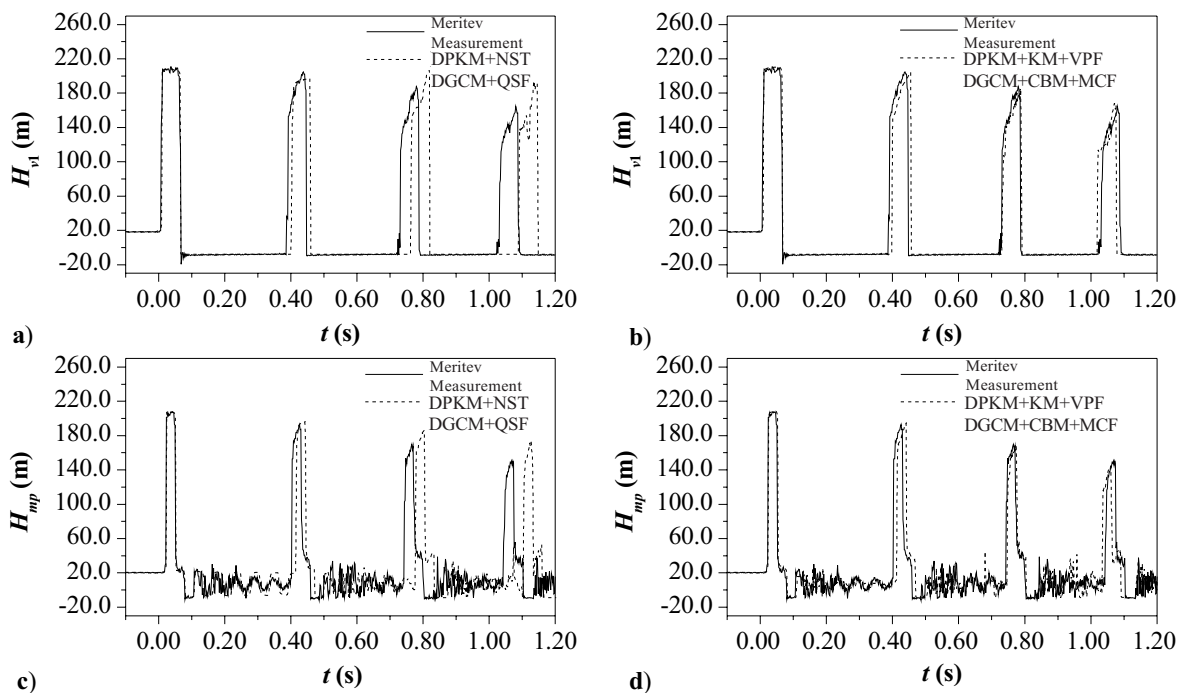 260.0
220.0
180.0
140.0
100.0
60.0
20.0
-20.0
H_v1 (m)
Meritev
Measurement
DPKM+NST
DGCM+QSF
0.00 0.20 0.40 0.60 0.80 1.00 1.20
t (s)
a)
260.0
220.0
180.0
140.0
100.0
60.0
20.0
-20.0
H_v1 (m)
Meritev
Measurement
DPKM+KM+VPF
DGCM+CBM+MCF
0.00 0.20 0.40 0.60 0.80 1.00 1.20
t (s)
b)
260.0
220.0
180.0
140.0
100.0
60.0
20.0
-20.0
H_mp (m)
Meritev
Measurement
DPKM+NST
DGCM+QSF
0.00 0.20 0.40 0.60 0.80 1.00 1.20
t (s)
c)
260.0
220.0
180.0
140.0
100.0
60.0
20.0
-20.0
H_mp (m)
Meritev
Measurement
DPKM+KM+VPF
DGCM+CBM+MCF
0.00 0.20 0.40 0.60 0.80 1.00 1.20
t (s)
d)